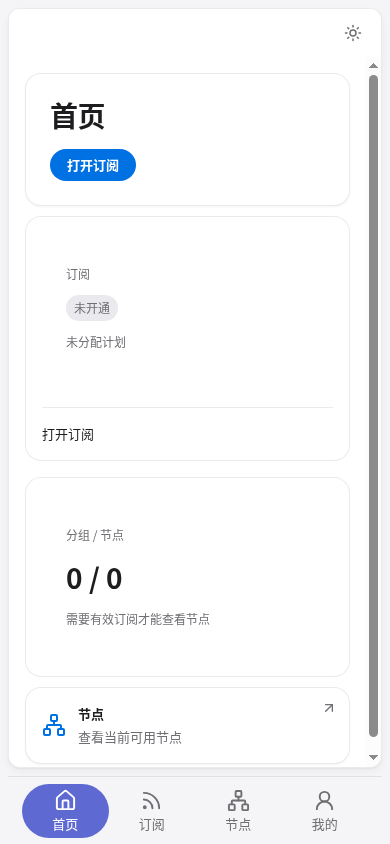 首页
打开订阅
订阅
未开通
未分配计划
打开订阅
分组 / 节点
0 / 0
需要有效订阅才能查看节点
节点
查看当前可用节点
首页
订阅
节点
我的